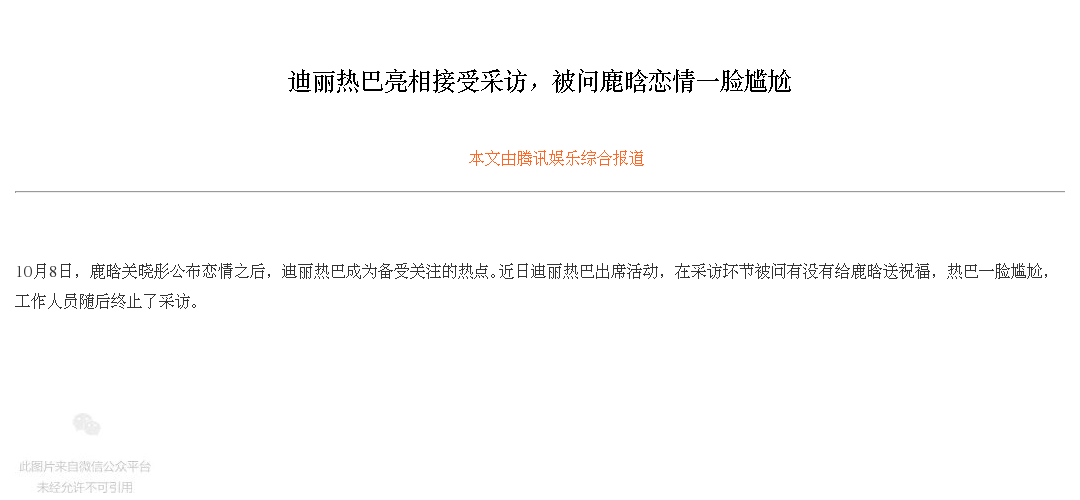 迪丽热巴亮相接受采访，被问鹿晗恋情一脸尴尬
本文由腾讯娱乐综合报道
10月8日，鹿晗关晓彤公布恋情之后，迪丽热巴成为备受关注的热点。近日迪丽热巴出席活动，在采访环节被问有没有给鹿晗送祝福，热巴一脸尴尬，
工作人员随后终止了采访。
此图片来自微信公众平台
未经允许不可引用